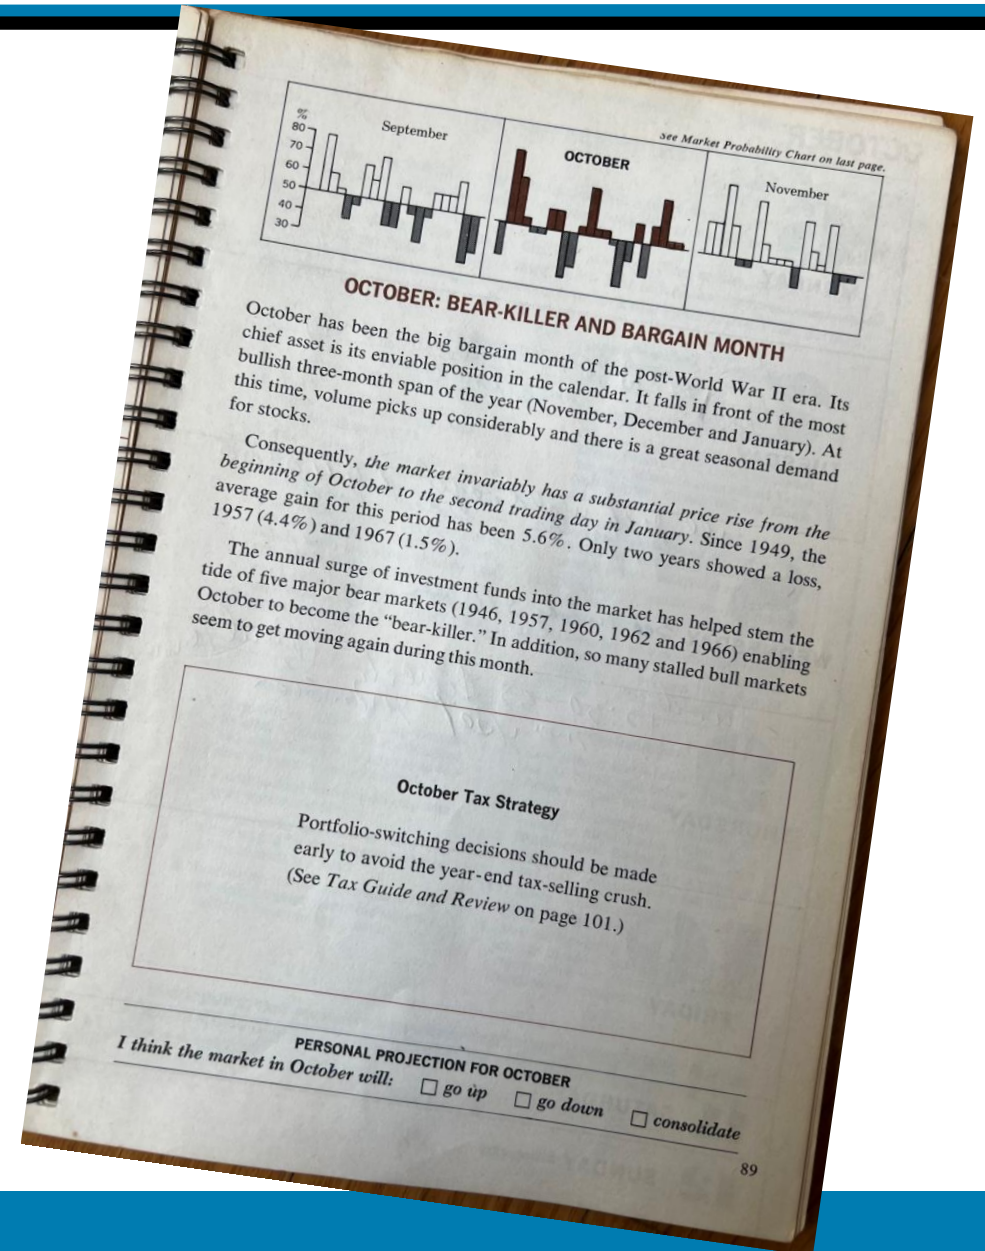 see Market Probability Chart on last page.
%
80
70
60
50
40
30
September
OCTOBER
November
OCTOBER: BEAR-KILLER AND BARGAIN MONTH
October has been the big bargain month of the post-World War II era. Its
chief asset is its enviable position in the calendar. It falls in front of the most
bullish three-month span of the year (November, December and January). At
this time, volume picks up considerably and there is a great seasonal demand
for stocks.
Consequently, the market invariably has a substantial price rise from the
beginning of October to the second trading day in January. Since 1949, the
average gain for this period has been 5.6%. Only two years showed a loss,
1957 (4.4%) and 1967 (1.5%).
The annual surge of investment funds into the market has helped stem the
tide of five major bear markets (1946, 1957, 1960, 1962 and 1966) enabling
October to become the “bear-killer.” In addition, so many stalled bull markets
seem to get moving again during this month.
October Tax Strategy
Portfolio-switching decisions should be made
early to avoid the year-end tax-selling crush.
(See Tax Guide and Review on page 101.)
PERSONAL PROJECTION FOR OCTOBER
I think the market in October will: go up go down consolidate
89